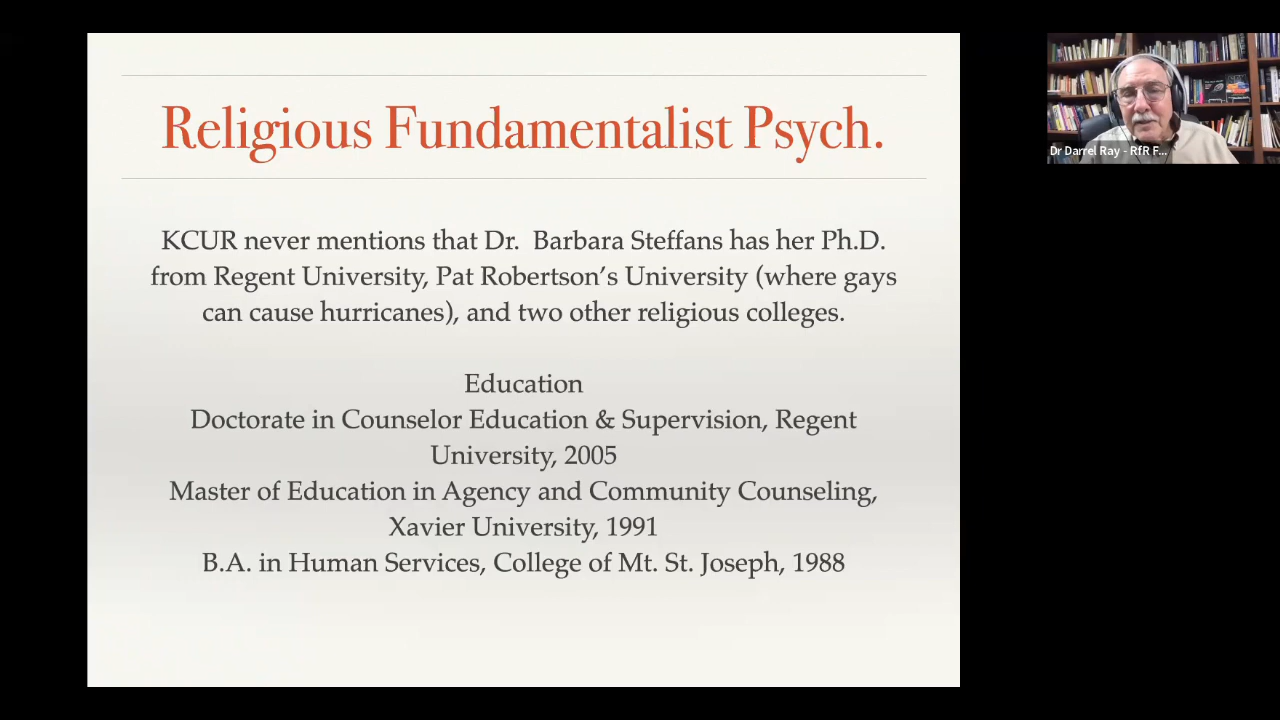 Religious Fundamentalist Psych.
KCUR never mentions that Dr.  Barbara Steffans has her Ph.D.
from Regent University, Pat Robertson’s University (where gays
can cause hurricanes), and two other religious colleges.
Education
Doctorate in Counselor Education & Supervision, Regent
University, 2005
Master of Education in Agency and Community Counseling,
Xavier University, 1991
B.A. in Human Services, College of Mt. St. Joseph, 1988
Dr Darrel Ray - RfR F...